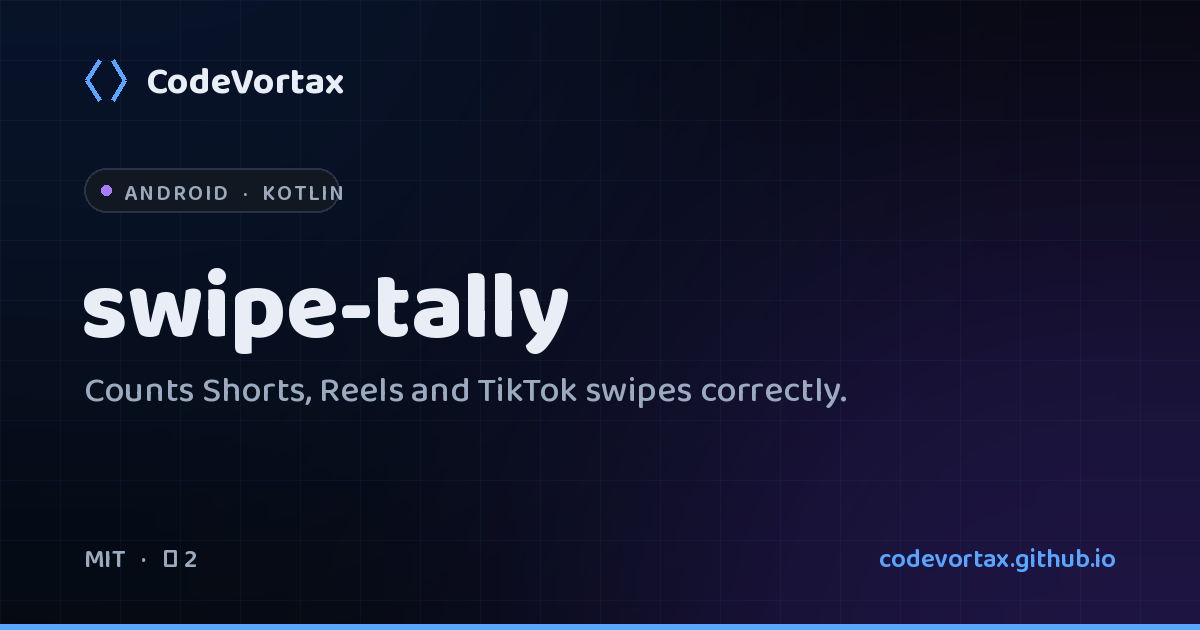 CodeVortax
ANDROID · KOTLIN
swipe-tally
Counts Shorts, Reels and TikTok swipes correctly.
MIT · 2
codevortax.github.io